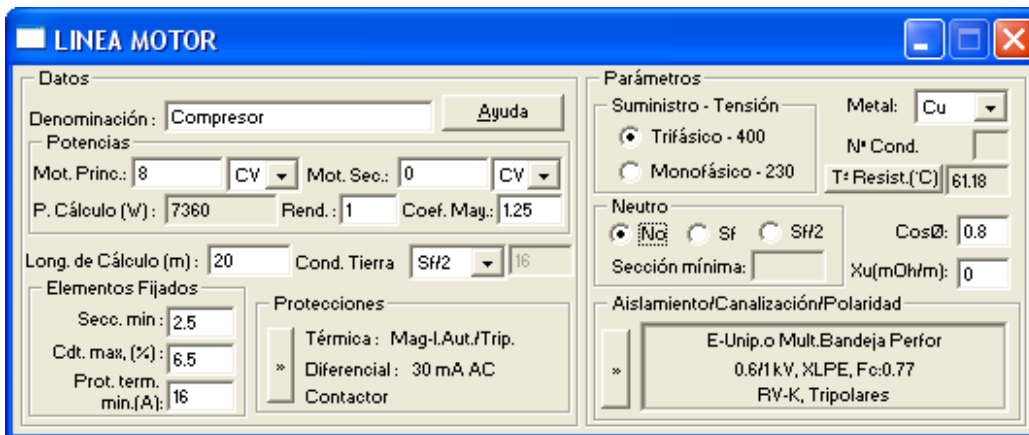 LINEA MOTOR
Datos
Denominación : Compresor Ayuda
Potencias
Mot. Princ.: 8 CV Mot. Sec.: 0 CV
P. Cálculo (W) : 7360 Rend. : 1 Coef. May.: 1.25
Long. de Cálculo (m) : 20 Cond. Tierra Sf/2 16
Elementos Fijados
Secc. min : 2.5
Cdt. max, (%) : 6.5
Prot. term.
min.(A): 16
Protecciones
»
Térmica : Mag-I.Aut./Trip.
Diferencial : 30 mA AC
Contactor
Parámetros
Suministro - Tensión
Trifásico - 400
Monofásico - 230
Metal: Cu
Nº Cond.
Tª Resist.(°C) 61.18
Neutro
No Sf Sf/2
Sección mínima:
CosØ: 0.8
Xu(mOh/m): 0
Aislamiento/Canalización/Polaridad
»
E-Unip.o Mult.Bandeja Perfor
0.6/1 kV, XLPE, Fc:0.77
RV-K, Tripolares